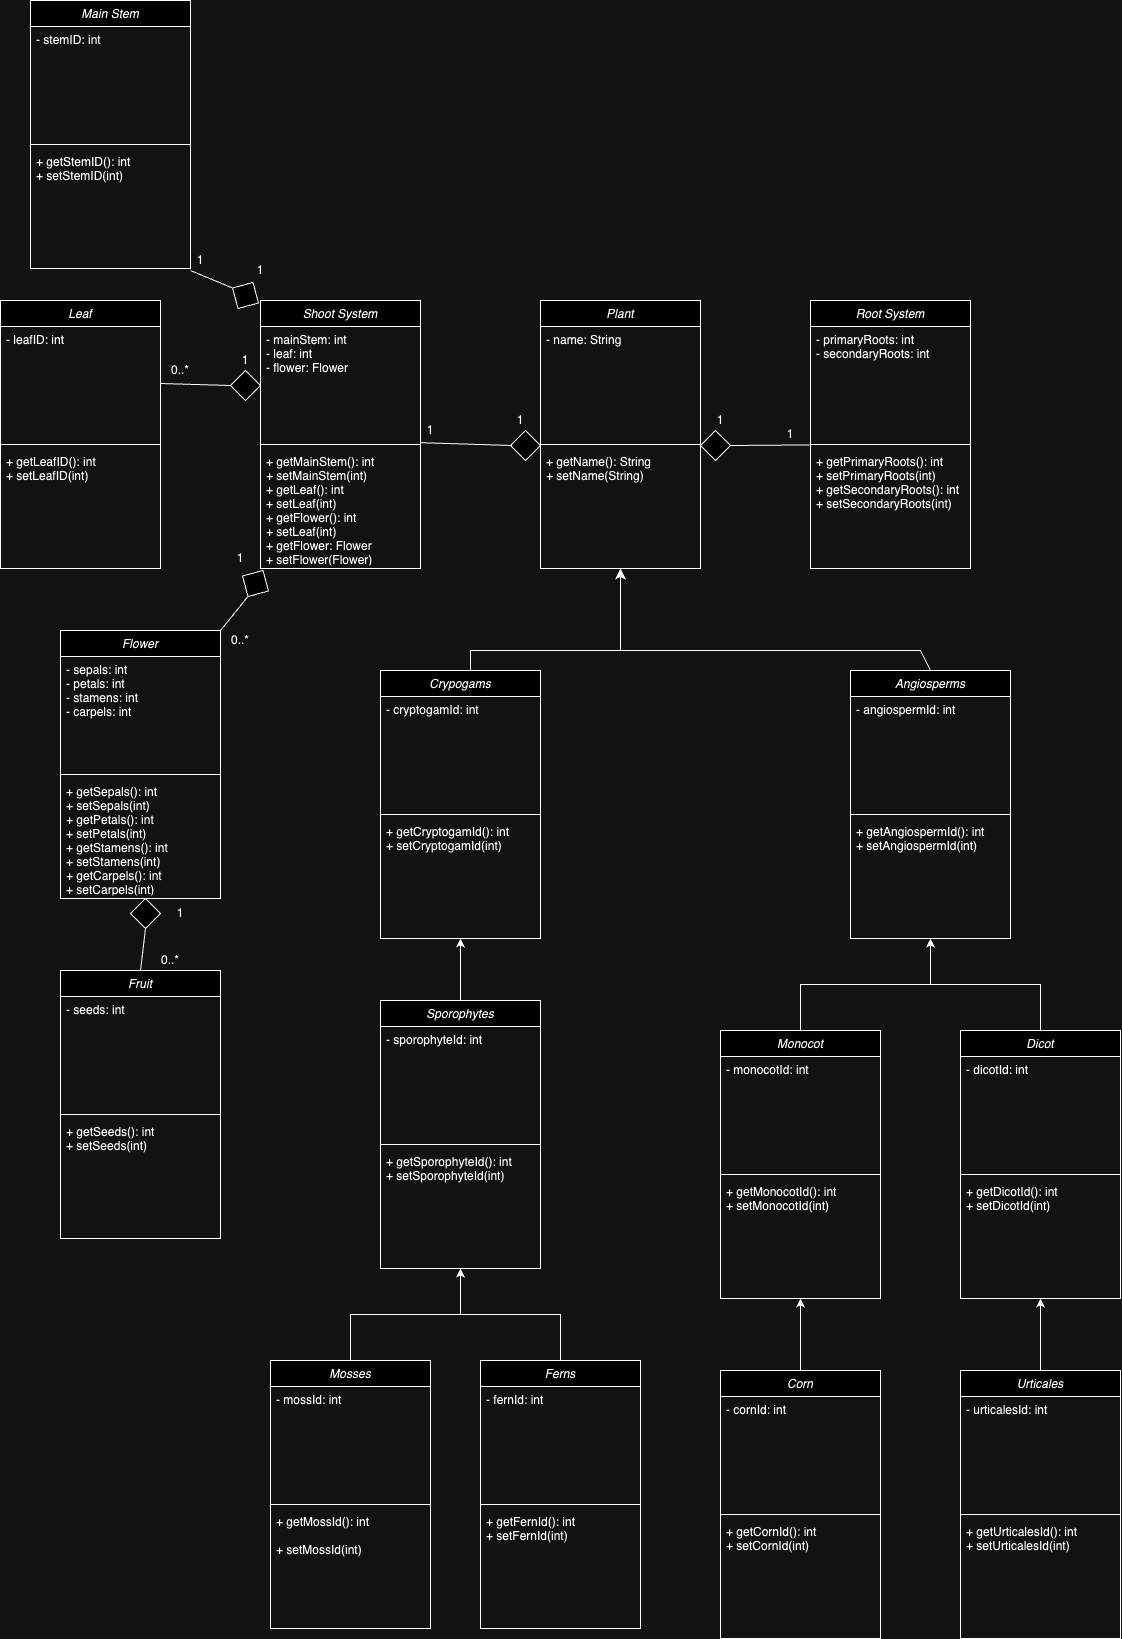 Main Stem
- stemID: int
+ getStemID(): int
+ setStemID(int)
1
1
Leaf
- leafID: int
+ getLeafID(): int
+ setLeafID(int)
0..*
1
Shoot System
- mainStem: int
- leaf: int
- flower: Flower
+ getMainStem(): int
+ setMainStem(int)
+ getLeaf(): int
+ setLeaf(int)
+ getFlower(): int
+ setLeaf(int)
+ getFlower: Flower
+ setFlower(Flower)
1
1
Plant
- name: String
+ getName(): String
+ setName(String)
1
1
Root System
- primaryRoots: int
- secondaryRoots: int
+ getPrimaryRoots(): int
+ setPrimaryRoots(int)
+ getSecondaryRoots(): int
+ setSecondaryRoots(int)
1
0..*
Flower
- sepals: int
- petals: int
- stamens: int
- carpels: int
+ getSepals(): int
+ setSepals(int)
+ getPetals(): int
+ setPetals(int)
+ getStamens(): int
+ setStamens(int)
+ getCarpels(): int
+ setCarpels(int)
1
0..*
Fruit
- seeds: int
+ getSeeds(): int
+ setSeeds(int)
Crypogams
- cryptogamId: int
+ getCryptogamId(): int
+ setCryptogamId(int)
Angiosperms
- angiospermId: int
+ getAngiospermId(): int
+ setAngiospermId(int)
Sporophytes
- sporophyteId: int
+ getSporophyteId(): int
+ setSporophyteId(int)
Monocot
- monocotId: int
+ getMonocotId(): int
+ setMonocotId(int)
Dicot
- dicotId: int
+ getDicotId(): int
+ setDicotId(int)
Mosses
- mossId: int
+ getMossId(): int
+ setMossId(int)
Ferns
- fernId: int
+ getFernId(): int
+ setFernId(int)
Corn
- cornId: int
+ getCornId(): int
+ setCornId(int)
Urticales
- urticalesId: int
+ getUrticalesId(): int
+ setUrticalesId(int)